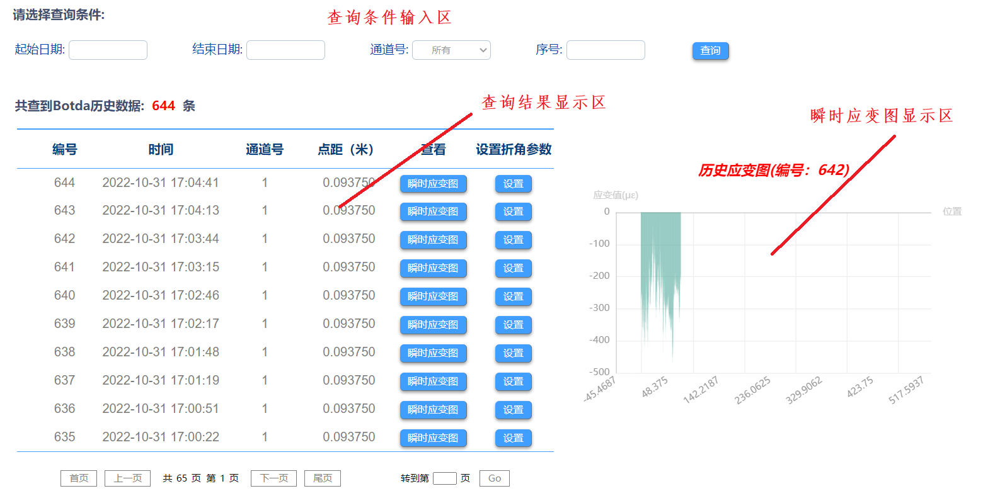 请选择查询条件:
查询条件输入区
起始日期: 结束日期: 通道号: 所有 序号: 查询
共查到Botda历史数据: 644 条
查询结果显示区
瞬时应变图显示区
编号 时间 通道号 点距（米） 查看 设置折角参数
644 2022-10-31 17:04:41 1 0.093750 瞬时应变图 设置
643 2022-10-31 17:04:13 1 0.093750 瞬时应变图 设置
642 2022-10-31 17:03:44 1 0.093750 瞬时应变图 设置
641 2022-10-31 17:03:15 1 0.093750 瞬时应变图 设置
640 2022-10-31 17:02:46 1 0.093750 瞬时应变图 设置
639 2022-10-31 17:02:17 1 0.093750 瞬时应变图 设置
638 2022-10-31 17:01:48 1 0.093750 瞬时应变图 设置
637 2022-10-31 17:01:19 1 0.093750 瞬时应变图 设置
636 2022-10-31 17:00:51 1 0.093750 瞬时应变图 设置
635 2022-10-31 17:00:22 1 0.093750 瞬时应变图 设置
首页 上一页 共 65 页 第 1 页 下一页 尾页 转到第 页 Go
历史应变图(编号：642)
应变值(με)
位置
0
-100
-200
-300
-400
-500
-45.4687 48.375 142.2187 236.0625 329.9062 423.75 517.5937